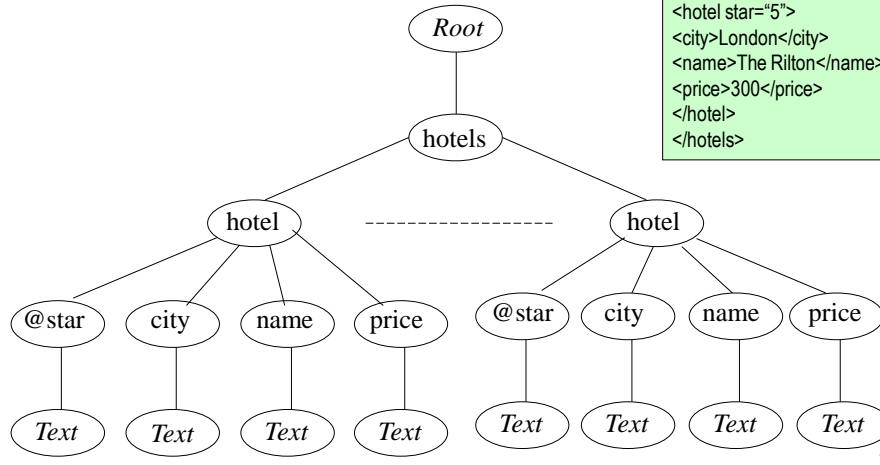 <hotel star=“5”>
<city>London</city>
<name>The Rilton</name>
<price>300</price>
</hotel>
</hotels>
Root
hotels
hotel hotel
@star city name price @star city name price
Text Text Text Text Text Text Text Text